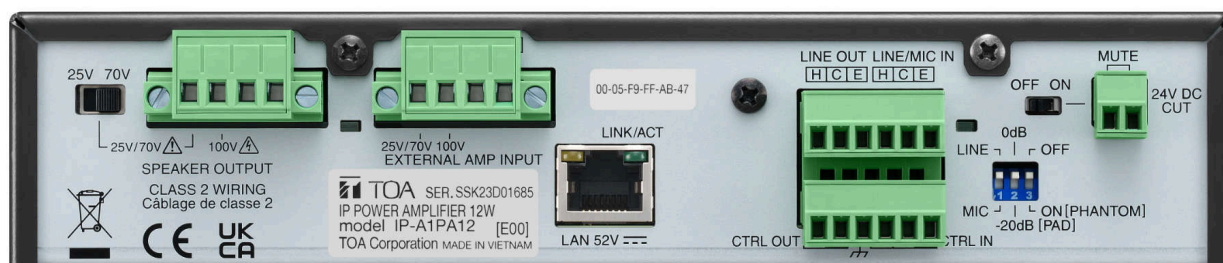 25V 70V
25V/70V
100V
SPEAKER OUTPUT
CLASS 2 WIRING
Câblage de classe 2
CE
UK
CA
25V/70V 100V
EXTERNAL AMP INPUT
TOA SER. SSK23D01685
IP POWER AMPLIFIER 12W
model IP-A1PA12 [E00]
TOA Corporation MADE IN VIETNAM
00-05-F9-FF-AB-47
LINK/ACT
LAN 52V
LINE OUT LINE/MIC IN
H C E H C E
CTRL OUT
CTRL IN
MUTE
OFF ON
24V DC
CUT
0dB
LINE
OFF
1 2 3
MIC
ON [PHANTOM]
-20dB [PAD]